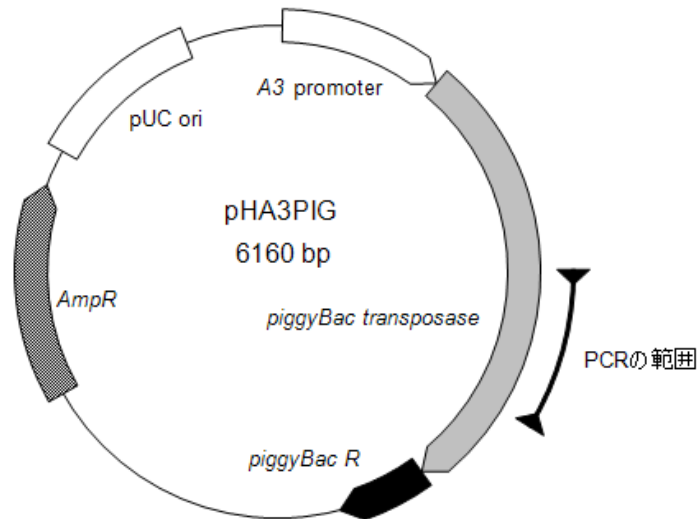 A3 promoter
pUC ori
pHA3PIG
6160 bp
AmpR
piggyBac transposase
PCRの範囲
piggyBac R